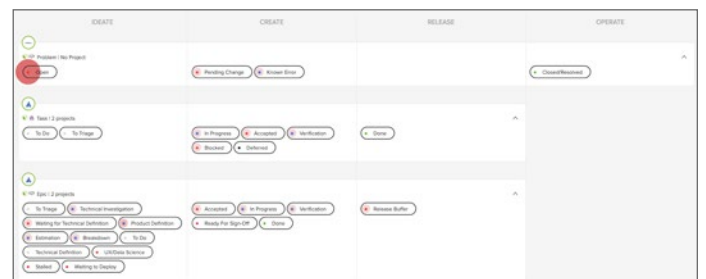 IDEATE CREATE RELEASE OPERATE
Problem | No Project
Open Pending Change Known Error Closed/Resolved
Task | 2 projects
To Do To Triage In Progress Accepted Verification Done
Blocked Deferred
Epic | 2 projects
To Triage Technical Investigation Accepted In Progress Verification Release Buffer
Waiting for Technical Definition Product Definition Ready For Sign-Off Done
Estimation Breakdown To Do
Technical Definition UX/Data Science
Stalled Waiting to Deploy